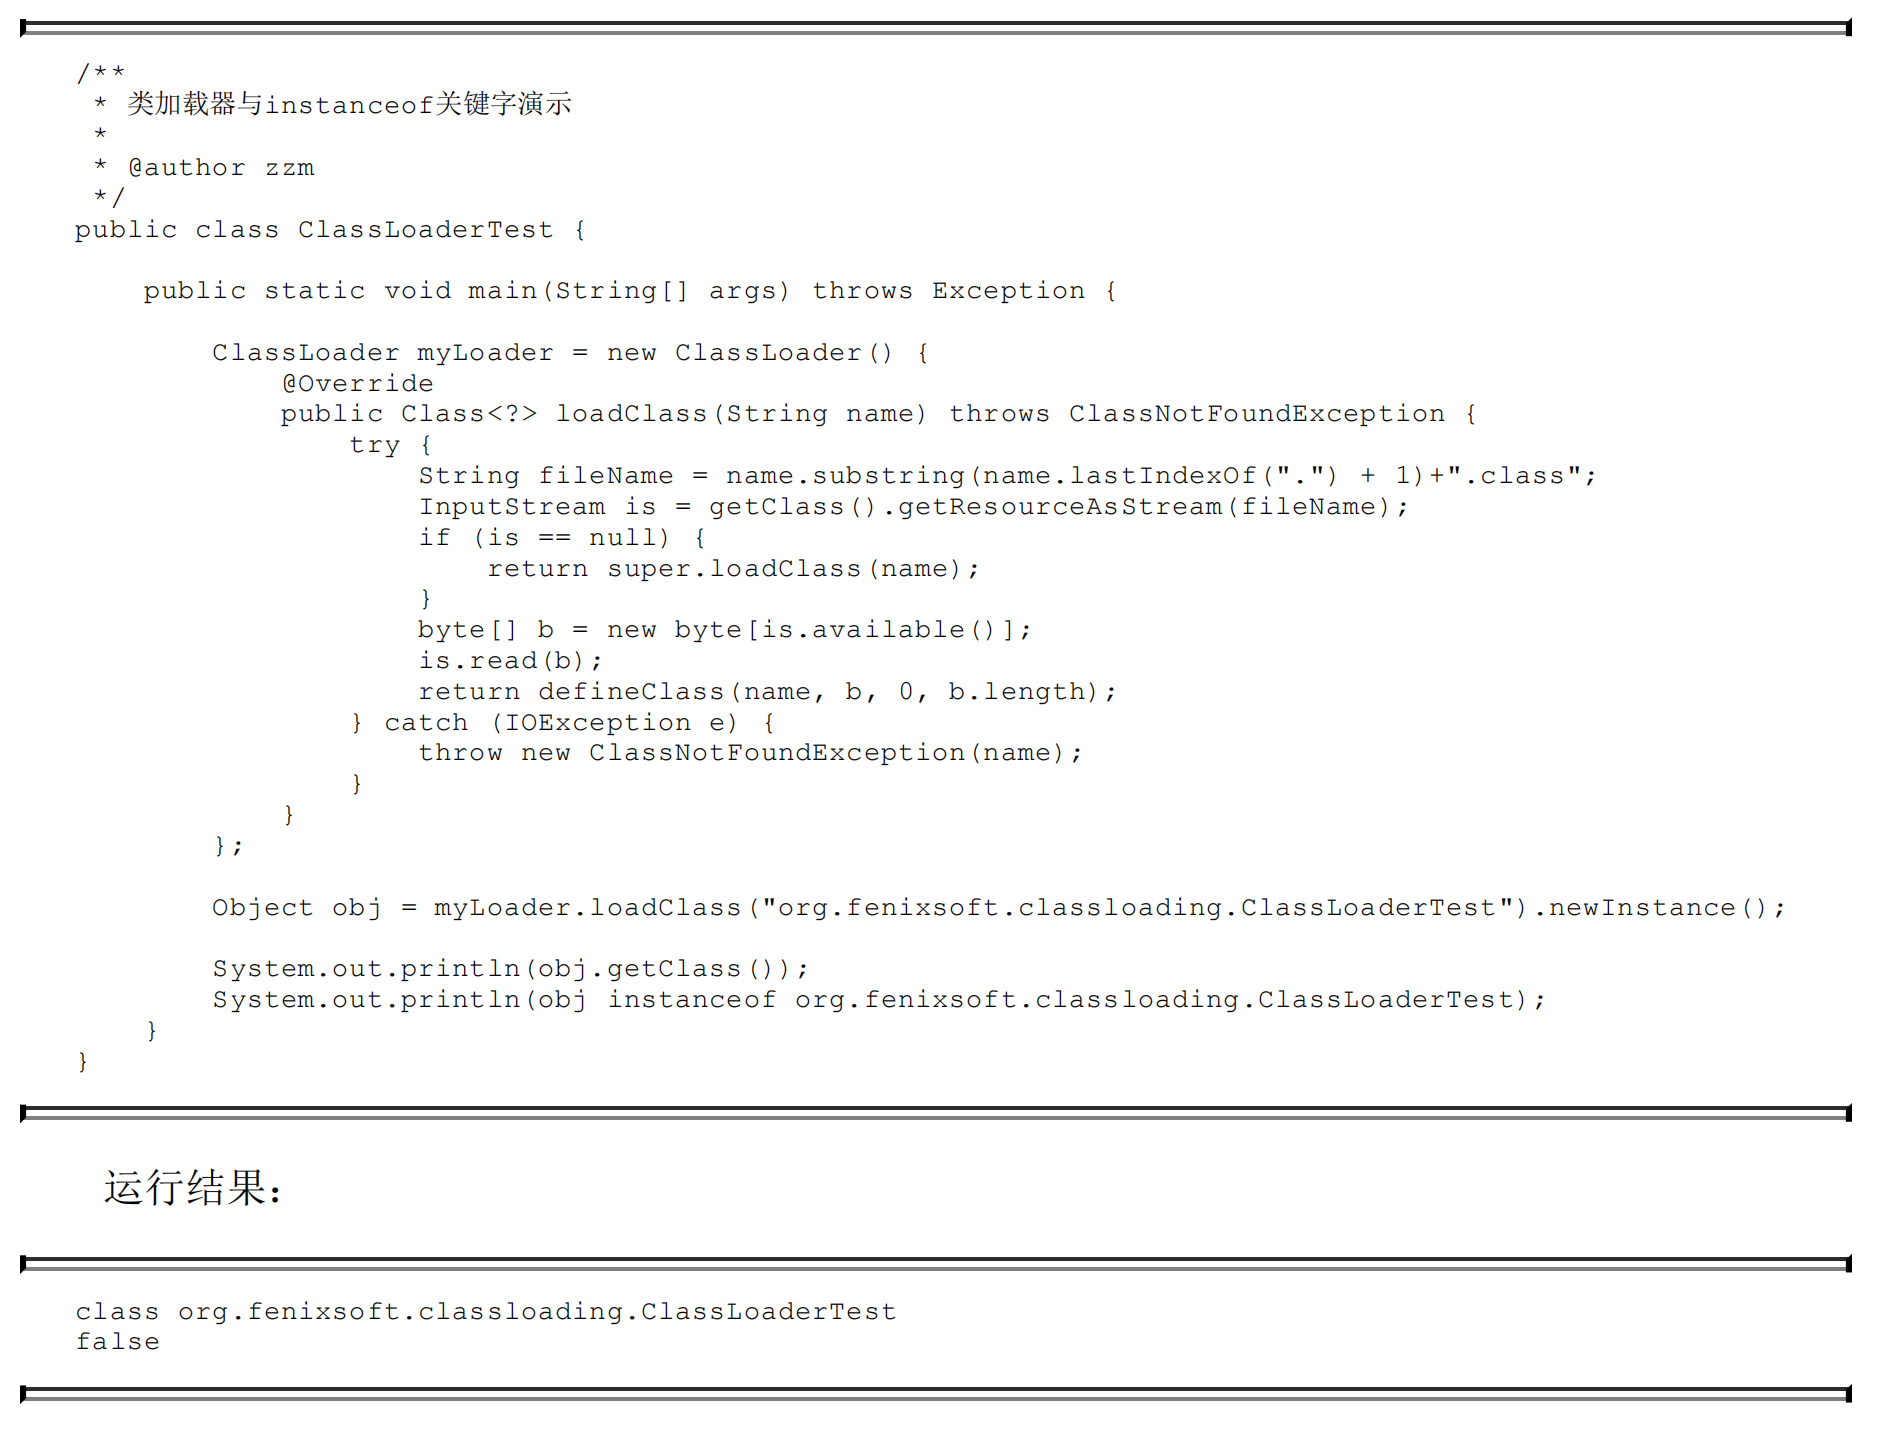 /**
 * 类加载器与instanceof关键字演示
 *
 * @author zzm
 */
public class ClassLoaderTest {
    public static void main(String[] args) throws Exception {
        ClassLoader myLoader = new ClassLoader() {
            @Override
            public Class<?> loadClass(String name) throws ClassNotFoundException {
                try {
                    String fileName = name.substring(name.lastIndexOf(".") + 1)+".class";
                    InputStream is = getClass().getResourceAsStream(fileName);
                    if (is == null) {
                        return super.loadClass(name);
                    }
                    byte[] b = new byte[is.available()];
                    is.read(b);
                    return defineClass(name, b, 0, b.length);
                } catch (IOException e) {
                    throw new ClassNotFoundException(name);
                }
            }
        };
        Object obj = myLoader.loadClass("org.fenixsoft.classloading.ClassLoaderTest").newInstance();
        System.out.println(obj.getClass());
        System.out.println(obj instanceof org.fenixsoft.classloading.ClassLoaderTest);
    }
}
运行结果：
class org.fenixsoft.classloading.ClassLoaderTest
false